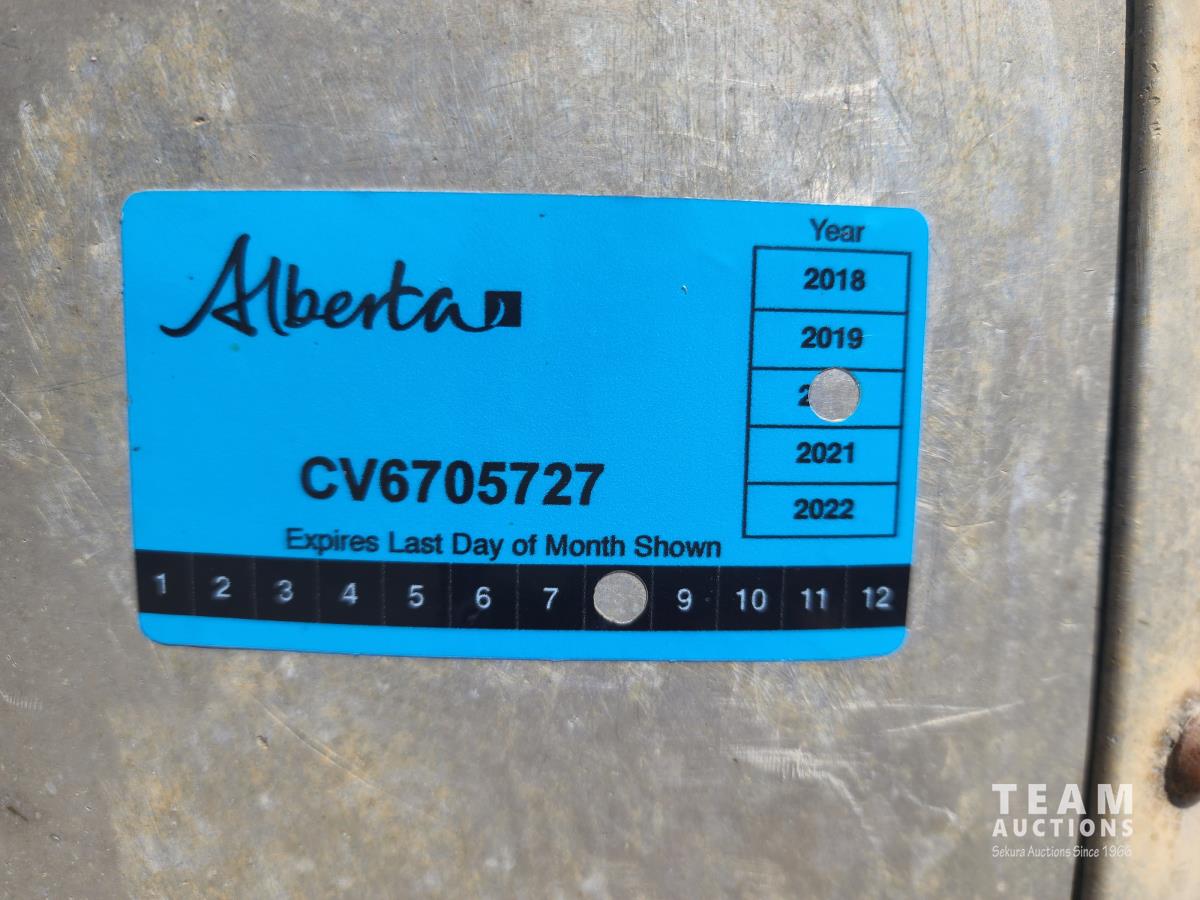 Alberta
Year
2018
2019
2021
2022
CV6705727
Expires Last Day of Month Shown
1 2 3 4 5 6 7 9 10 11 12
TEAM
AUCTIONS
Sekura Auctions Since 1966